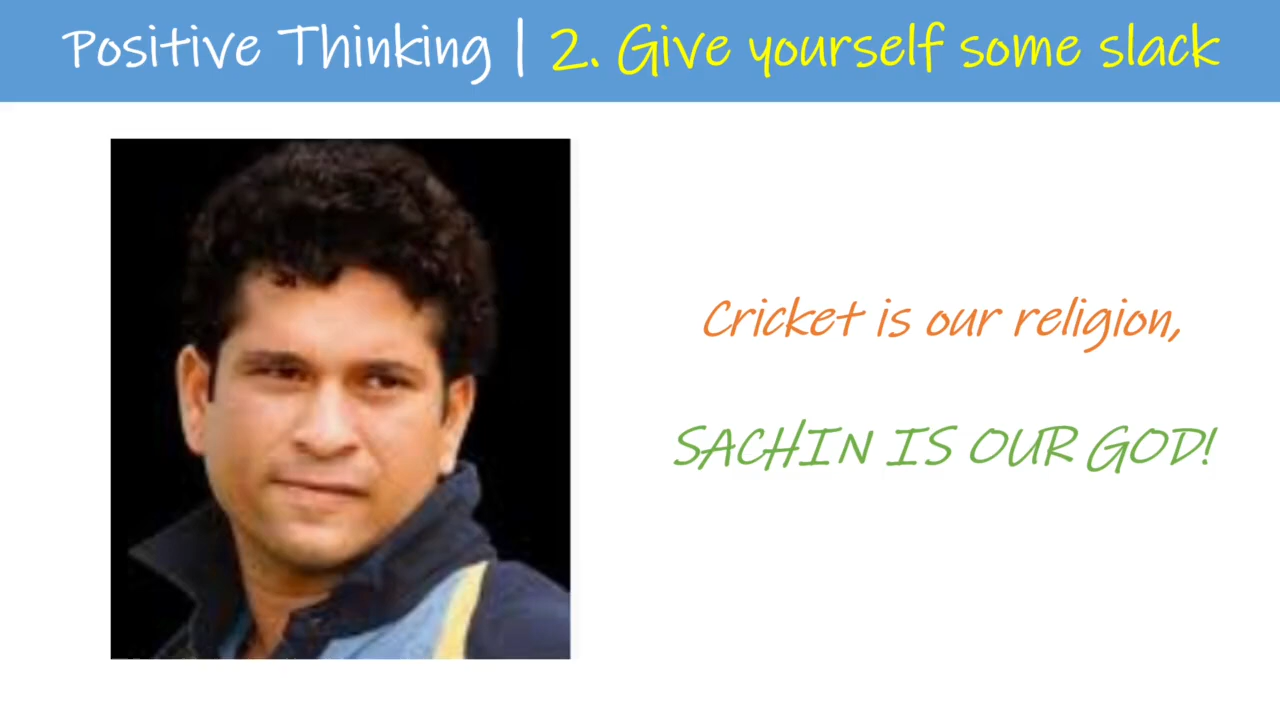 Positive Thinking | 2. Give yourself some slack
Cricket is our religion,
SACHIN IS OUR GOD!